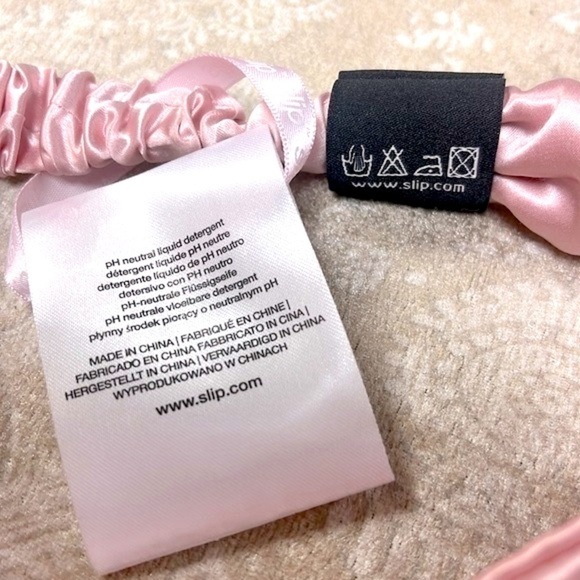 slip
www.slip.com
pH neutral liquid detergent
détergent liquide pH neutre
detergente líquido de pH neutro
detersivo con PH neutro
pH-neutrale Flüssigseife
pH neutrale vloeibare detergent
płynny środek piorący o neutralnym pH
MADE IN CHINA | FABRIQUÉ EN CHINE |
FABRICADO EN CHINA FABBRICATO IN CINA |
HERGESTELLT IN CHINA | VERVAARDIGD IN CHINA
WYPRODUKOWANO W CHINACH
www.slip.com